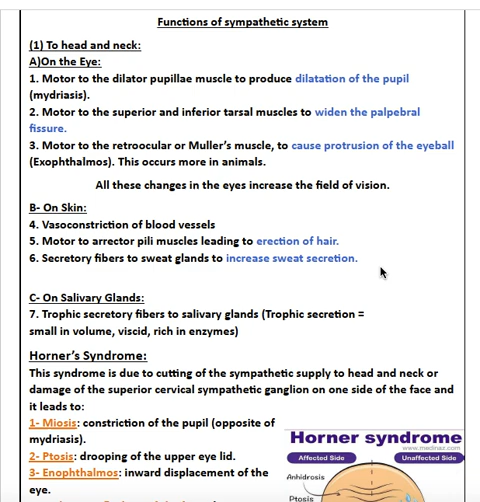 Functions of sympathetic system
(1) To head and neck:
A)On the Eye:
1. Motor to the dilator pupillae muscle to produce dilatation of the pupil
(mydriasis).
2. Motor to the superior and inferior tarsal muscles to widen the palpebral
fissure.
3. Motor to the retroocular or Muller's muscle, to cause protrusion of the eyeball
(Exophthalmos). This occurs more in animals.
All these changes in the eyes increase the field of vision.
B- On Skin:
4. Vasoconstriction of blood vessels
5. Motor to arrector pili muscles leading to erection of hair.
6. Secretory fibers to sweat glands to increase sweat secretion.
C- On Salivary Glands:
7. Trophic secretory fibers to salivary glands (Trophic secretion =
small in volume, viscid, rich in enzymes)
Horner's Syndrome:
This syndrome is due to cutting of the sympathetic supply to head and neck or
damage of the superior cervical sympathetic ganglion on one side of the face and
it leads to:
1- Miosis: constriction of the pupil (opposite of
mydriasis).
2- Ptosis: drooping of the upper eye lid.
3- Enophthalmos: inward displacement of the
eye.
Horner syndrome
www.medinaz.com
Affected Side Unaffected Side
Anhidrosis
Ptosis